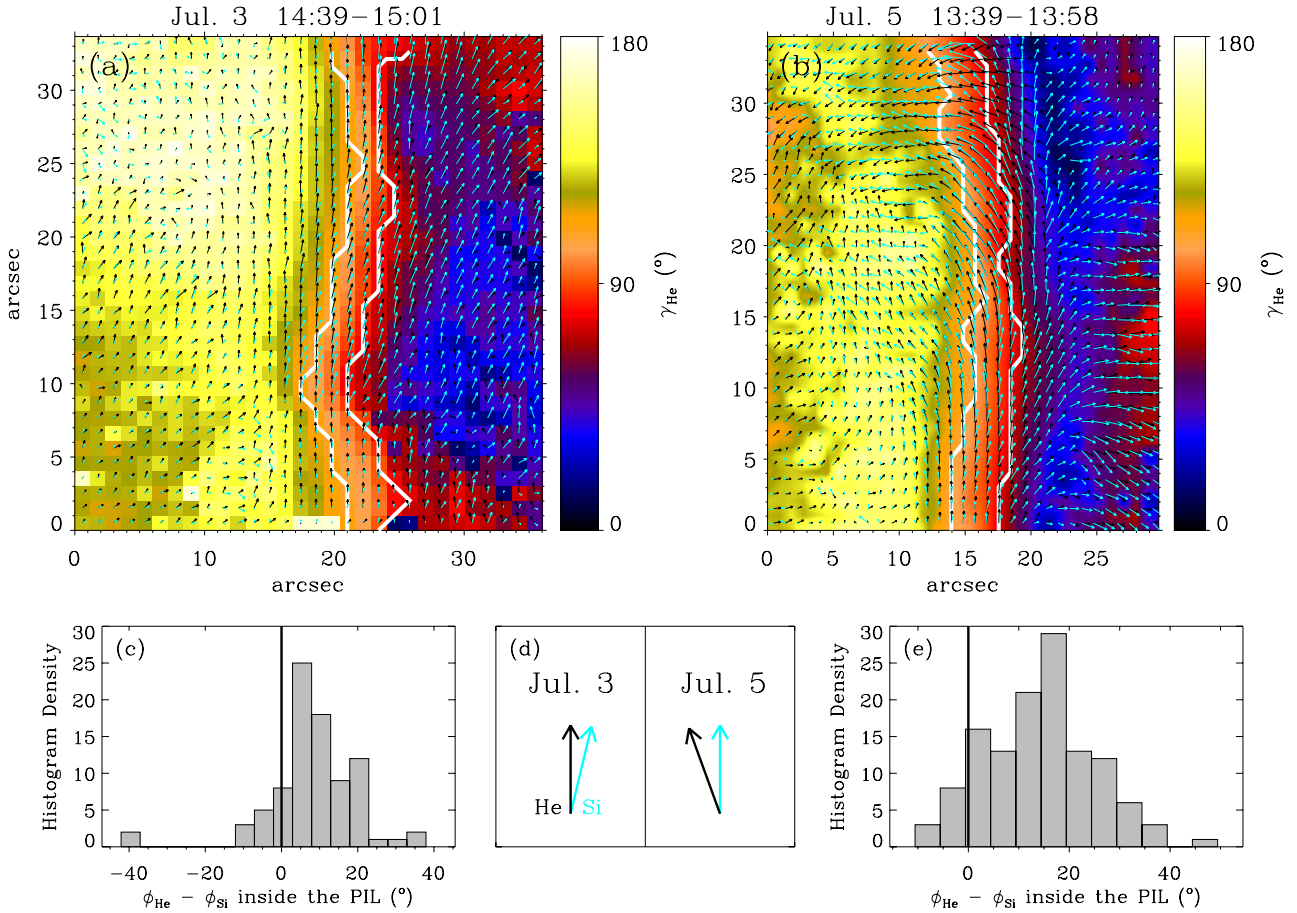 Jul. 3 14:39−15:01
Jul. 5 13:39−13:58
(a)
30
25
20
15
10
5
0
arcsec
0 10 20 30
arcsec
180
90
0
γHe (°)
(b)
30
25
20
15
10
5
0
0 5 10 15 20 25
arcsec
180
90
0
γHe (°)
(c)
30
25
20
15
10
5
0
Histogram Density
−40 −20 0 20 40
ϕHe − ϕSi inside the PIL (°)
(d)
Jul. 3 Jul. 5
He Si
(e)
30
25
20
15
10
5
0
Histogram Density
0 20 40
ϕHe − ϕSi inside the PIL (°)